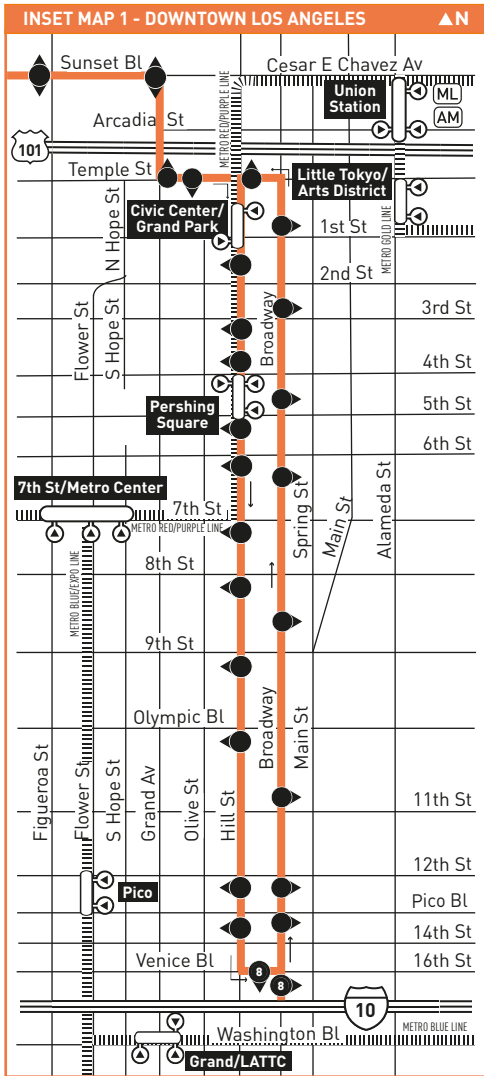 INSET MAP 1 - DOWNTOWN LOS ANGELES
N
Sunset Bl
Cesar E Chavez Av
Union
Station
ML
AM
Arcadia St
METRO RED/PURPLE LINE
101
Temple St
Little Tokyo/
Arts District
Civic Center/
Grand Park
N Hope St
1st St
METRO GOLD LINE
2nd St
Flower St
S Hope St
Broadway
3rd St
4th St
Pershing
Square
5th St
6th St
7th St/Metro Center
7th St
METRO RED/PURPLE LINE
Spring St
Main St
Alameda St
METRO BLUE/EXPO LINE
8th St
9th St
Olympic Bl
Broadway
Main St
Figueroa St
Flower St
S Hope St
Grand Av
Olive St
Hill St
11th St
12th St
Pico
Pico Bl
14th St
Venice Bl
16th St
8
8
10
Washington Bl
METRO BLUE LINE
Grand/LATTC